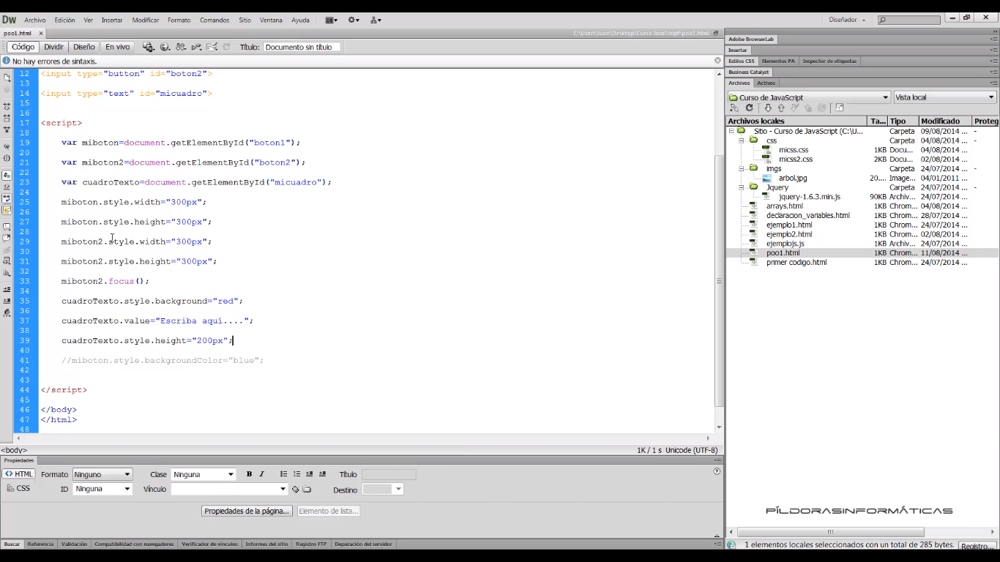 Dw Archivo Edición Ver Insertar Modificar Formato Comandos Sitio Ventana Ayuda Diseñador
poo1.html × C:\Users\Juan\Desktop\Curso JavaScript\poo1.html
Código Dividir Diseño En vivo Título: Documento sin título
No hay errores de sintaxis.
12 <input type="button" id="boton2">
13
14 <input type="text" id="micuadro">
15
16
17 <script>
18
19 var miboton=document.getElementById("boton1");
20
21 var miboton2=document.getElementById("boton2");
22
23 var cuadroTexto=document.getElementById("micuadro");
24
25 miboton.style.width="300px";
26
27 miboton.style.height="300px";
28
29 miboton2.style.width="300px";
30
31 miboton2.style.height="300px";
32
33 miboton2.focus();
34
35 cuadroTexto.style.background="red";
36
37 cuadroTexto.value="Escriba aquí....";
38
39 cuadroTexto.style.height="200px";
40
41 //miboton.style.backgroundColor="blue";
42
43
44 </script>
45
46 </body>
47 </html>
48
<body> 1K / 1 s Unicode (UTF-8)
Propiedades
<> HTML Formato Ninguno Clase Ninguna B I Título
CSS ID Ninguna Vínculo Destino
Propiedades de la página... Elemento de lista...
Buscar Referencia Validación Compatibilidad con navegadores Verificador de vínculos Informes del sitio Registro FTP Depuración del servidor
Adobe BrowserLab
Insertar
Estilos CSS Elementos PA Inspector de etiquetas
Business Catalyst
Archivos Activos
Curso de JavaScript Vista local
Archivos locales Ta... Tipo Modificado Proteg
Sitio - Curso de JavaScript (C:\U... Carpeta 09/08/2014 ... -
css Carpeta 04/08/2014 ... -
micss.css 1KB Docu... 04/08/2014 ...
micss2.css 1KB Docu... 02/08/2014 ...
imgs Carpeta 04/08/2014 ... -
arbol.jpg 20... Image... 04/01/2011 ...
Jquery Carpeta 04/08/2014 ... -
jquery-1.6.3.min.js 90KB Archiv... 24/07/2014 ...
arrays.html 1KB Chrom... 04/08/2014 ...
declaracion_variables.html 1KB Chrom... 28/07/2014 ...
ejemplo1.html 1KB Chrom... 24/07/2014 ...
ejemplo2.html 1KB Chrom... 02/08/2014 ...
ejemplojs.js 1KB Archiv... 24/07/2014 ...
poo1.html 1KB Chrom... 11/08/2014 ...
primer codigo.html 1KB Chrom... 24/07/2014 ...
PÍLDORASINFORMÁTICAS
1 elementos locales seleccionados con un total de 285 bytes. Registro...